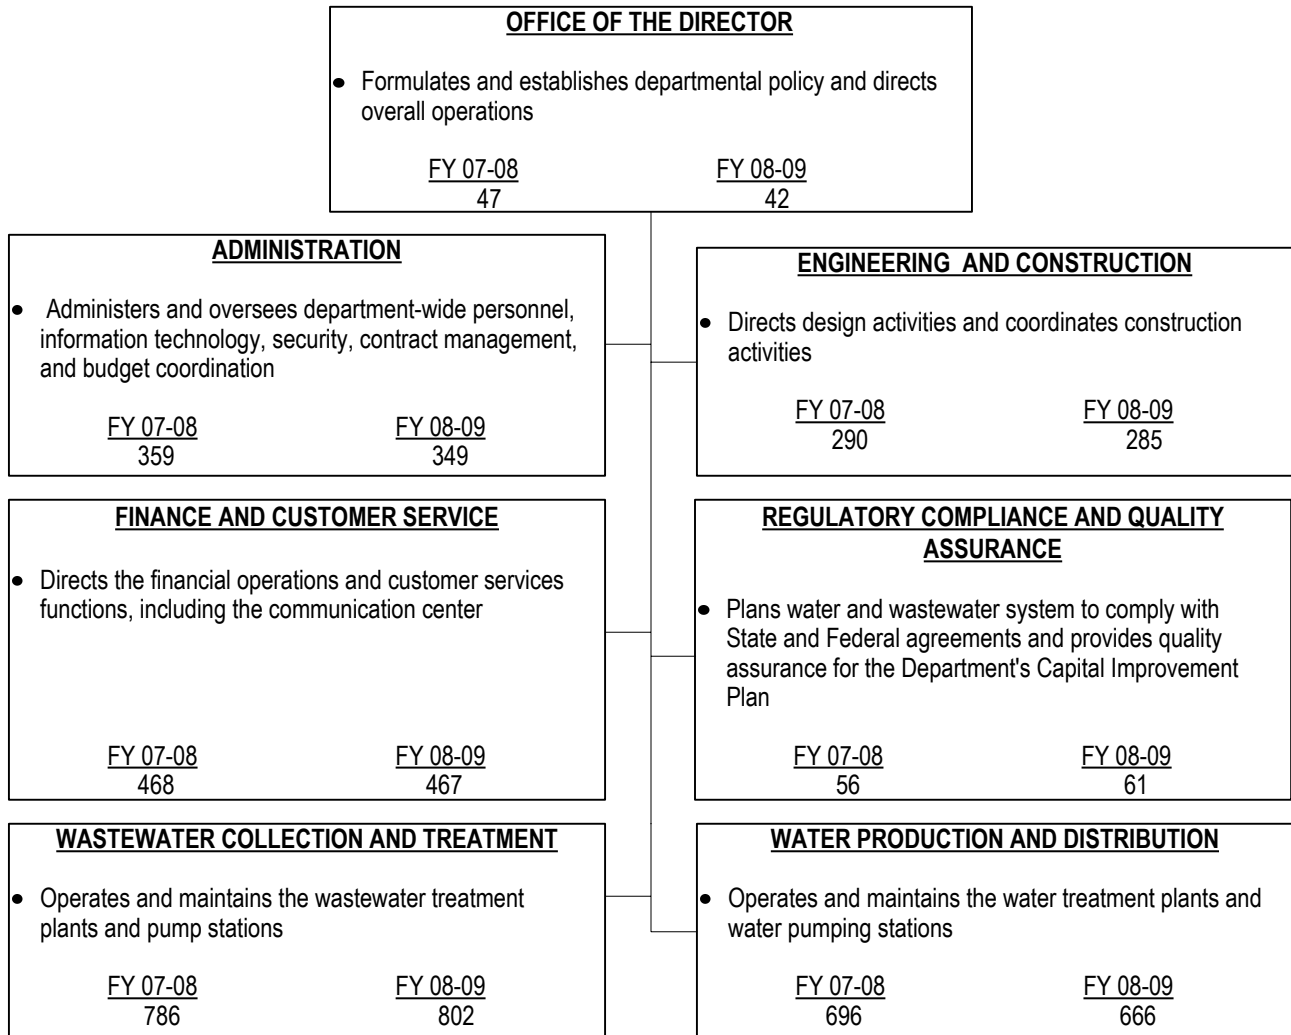 OFFICE OF THE DIRECTOR
• Formulates and establishes departmental policy and directs
overall operations
FY 07-08 FY 08-09
47 42
ADMINISTRATION
• Administers and oversees department-wide personnel,
information technology, security, contract management,
and budget coordination
FY 07-08 FY 08-09
359 349
ENGINEERING AND CONSTRUCTION
• Directs design activities and coordinates construction
activities
FY 07-08 FY 08-09
290 285
FINANCE AND CUSTOMER SERVICE
• Directs the financial operations and customer services
functions, including the communication center
FY 07-08 FY 08-09
468 467
REGULATORY COMPLIANCE AND QUALITY
ASSURANCE
• Plans water and wastewater system to comply with
State and Federal agreements and provides quality
assurance for the Department's Capital Improvement
Plan
FY 07-08 FY 08-09
56 61
WASTEWATER COLLECTION AND TREATMENT
• Operates and maintains the wastewater treatment
plants and pump stations
FY 07-08 FY 08-09
786 802
WATER PRODUCTION AND DISTRIBUTION
• Operates and maintains the water treatment plants and
water pumping stations
FY 07-08 FY 08-09
696 666